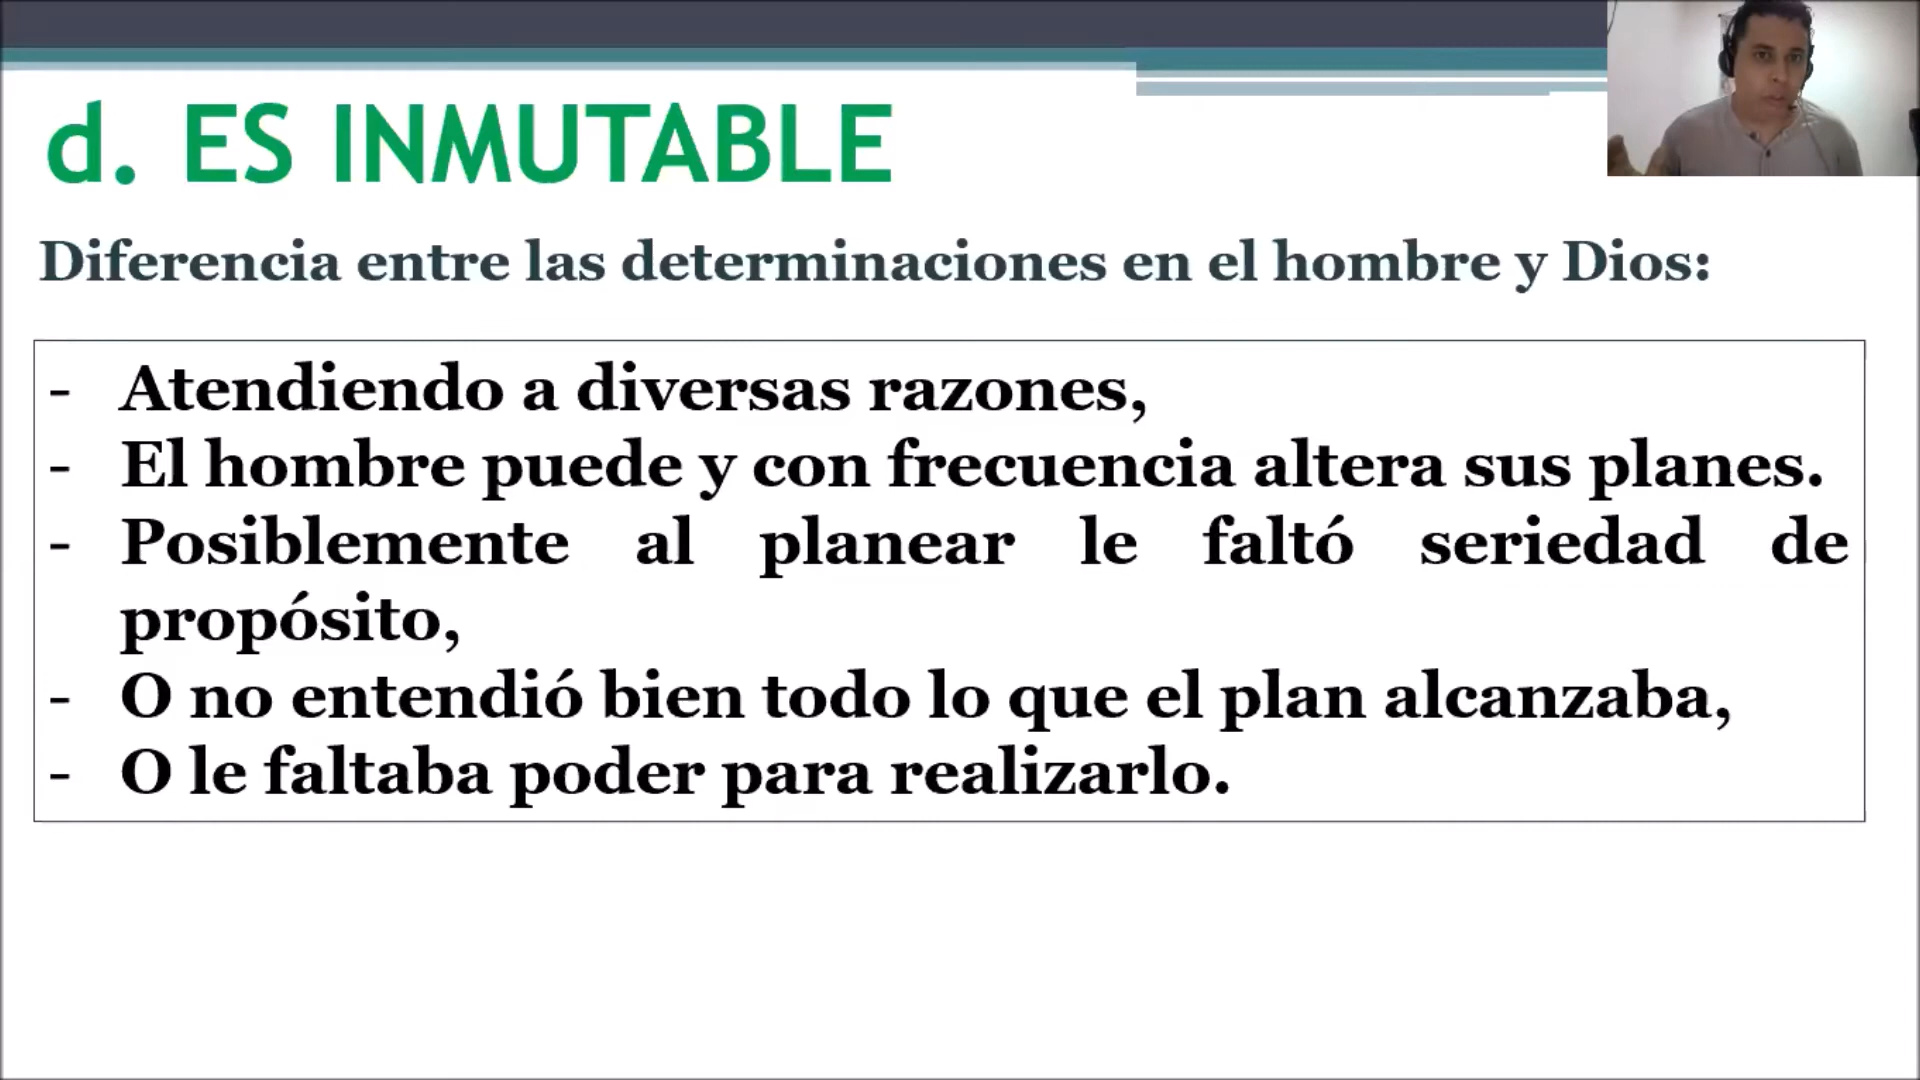 d. ES INMUTABLE
Diferencia entre las determinaciones en el hombre y Dios:
- Atendiendo a diversas razones,
- El hombre puede y con frecuencia altera sus planes.
- Posiblemente al planear le faltó seriedad de
propósito,
- O no entendió bien todo lo que el plan alcanzaba,
- O le faltaba poder para realizarlo.